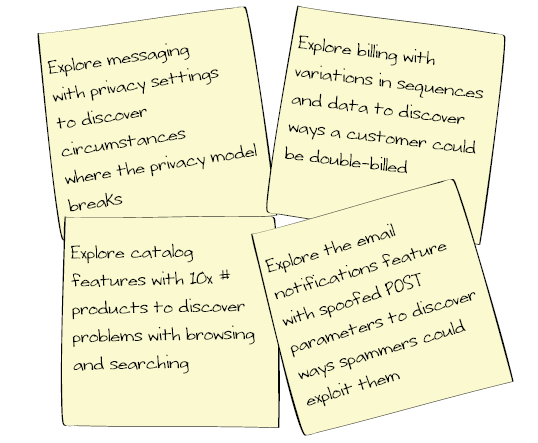 Explore messaging
with privacy settings
to discover
circumstances
where the privacy model
breaks
Explore billing with
variations in sequences
and data to discover
ways a customer could
be double-billed
Explore catalog
features with 10x #
products to discover
problems with browsing
and searching
Explore the email
notifications feature
with spoofed POST
parameters to discover
ways spammers could
exploit them